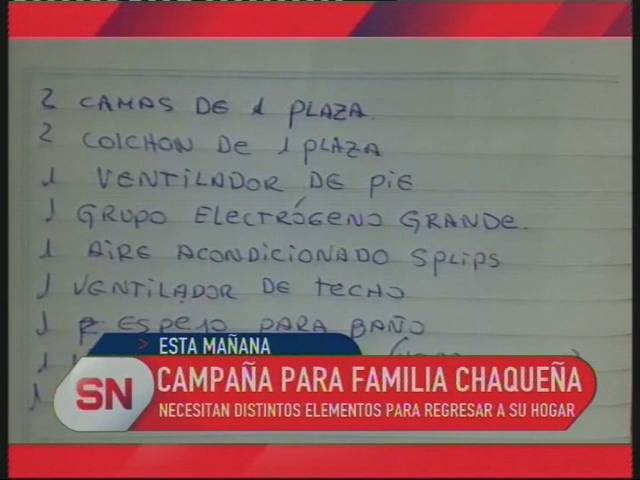 2 CAMAS DE 1 PLAZA.
2 COLCHON DE 1 PLAZA
1 VENTILADOR DE PIE
1 GRUPO ELECTRÓGENO GRANDE.
1 AIRE ACONDICIONADO SPLIPS
1 VENTILADOR DE TECHO
1 ESPEJO PARA BAÑO
1
1
> ESTA MAÑANA
SN CAMPAÑA PARA FAMILIA CHAQUEÑA
NECESITAN DISTINTOS ELEMENTOS PARA REGRESAR A SU HOGAR